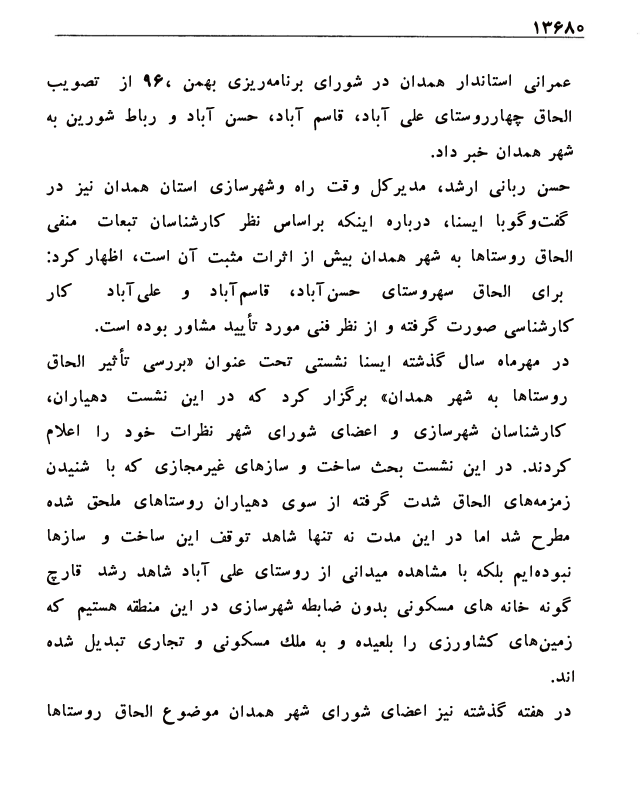 ۱۳۶۸۰
عمرانی استاندار همدان در شورای برنامه‌ریزی بهمن ،۹۶ از تصویب
الحاق چهارروستای علی آباد، قاسم آباد، حسن آباد و رباط شورین به
شهر همدان خبر داد.
حسن ربانی ارشد، مدیرکل وقت راه وشهرسازی استان همدان نیز در
گفت‌وگوبا ایسنا، درباره اینکه براساس نظر کارشناسان تبعات منفی
الحاق روستاها به شهر همدان بیش از اثرات مثبت آن است، اظهار کرد:
برای الحاق سهروستای حسن‌آباد، قاسم‌آباد و علی‌آباد کار
کارشناسی صورت گرفته و از نظر فنی مورد تأیید مشاور بوده است.
در مهرماه سال گذشته ایسنا نشستی تحت عنوان «بررسی تأثیر الحاق
روستاها به شهر همدان» برگزار کرد که در این نشست دهیاران،
کارشناسان شهرسازی و اعضای شورای شهر نظرات خود را اعلام
کردند. در این نشست بحث ساخت و سازهای غیرمجازی که با شنیدن
زمزمه‌های الحاق شدت گرفته از سوی دهیاران روستاهای ملحق شده
مطرح شد اما در این مدت نه تنها شاهد توقف این ساخت و سازها
نبوده‌ایم بلکه با مشاهده میدانی از روستای علی آباد شاهد رشد قارچ
گونه خانه های مسکونی بدون ضابطه شهرسازی در این منطقه هستیم که
زمین‌های کشاورزی را بلعیده و به ملك مسکونی و تجاری تبدیل شده
اند.
در هفته گذشته نیز اعضای شورای شهر همدان موضوع الحاق روستاها